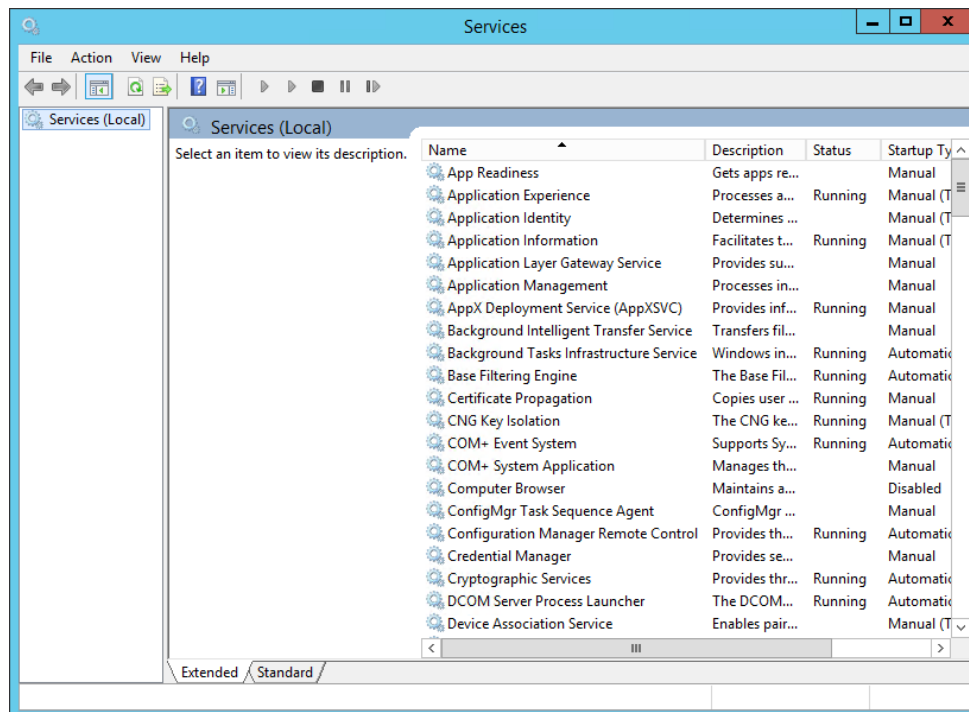 Services
File Action View Help
Services (Local)
Services (Local)
Select an item to view its description.
Name Description Status Startup Ty
App Readiness Gets apps re... Manual
Application Experience Processes a... Running Manual (T
Application Identity Determines ... Manual (T
Application Information Facilitates t... Running Manual (T
Application Layer Gateway Service Provides su... Manual
Application Management Processes in... Manual
AppX Deployment Service (AppXSVC) Provides inf... Running Manual
Background Intelligent Transfer Service Transfers fil... Manual
Background Tasks Infrastructure Service Windows in... Running Automatic
Base Filtering Engine The Base Fil... Running Automatic
Certificate Propagation Copies user ... Running Manual
CNG Key Isolation The CNG ke... Running Manual (T
COM+ Event System Supports Sy... Running Automatic
COM+ System Application Manages th... Manual
Computer Browser Maintains a... Disabled
ConfigMgr Task Sequence Agent ConfigMgr ... Manual
Configuration Manager Remote Control Provides th... Running Automatic
Credential Manager Provides se... Manual
Cryptographic Services Provides thr... Running Automatic
DCOM Server Process Launcher The DCOM... Running Automatic
Device Association Service Enables pair... Manual (T
Extended Standard